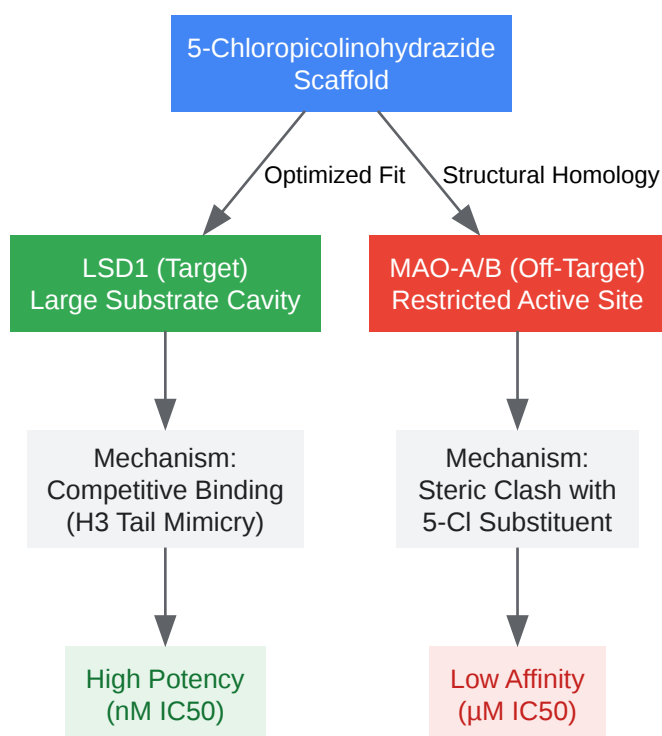 5-Chloropicolinohydrazide
Scaffold
Optimized Fit
Structural Homology
LSD1 (Target)
Large Substrate Cavity
MAO-A/B (Off-Target)
Restricted Active Site
Mechanism:
Competitive Binding
(H3 Tail Mimicry)
Mechanism:
Steric Clash with
5-Cl Substituent
High Potency
(nM IC50)
Low Affinity
(µM IC50)